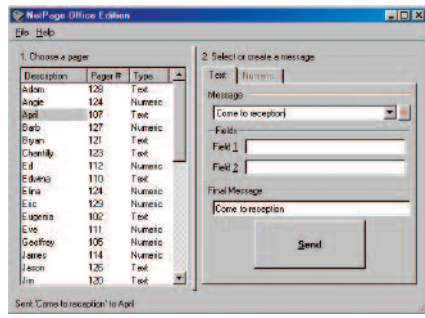 NetPage Office Edition
File Help
1. Choose a pager
Description Pager # Type
Adam 128 Text
Angie 124 Numeric
April 107 Text
Barb 127 Numeric
Bryan 121 Text
Chantilly 123 Text
Ed 112 Numeric
Edwina 110 Text
Elina 124 Numeric
Eric 129 Numeric
Eugenia 102 Text
Eve 111 Numeric
Geoffrey 105 Numeric
James 114 Numeric
Jason 126 Text
Jim 120 Text
2. Select or create a message
Text Numeric
Message
Come to reception
Fields
Field 1
Field 2
Final Message
Come to reception
Send
Sent 'Come to reception' to April